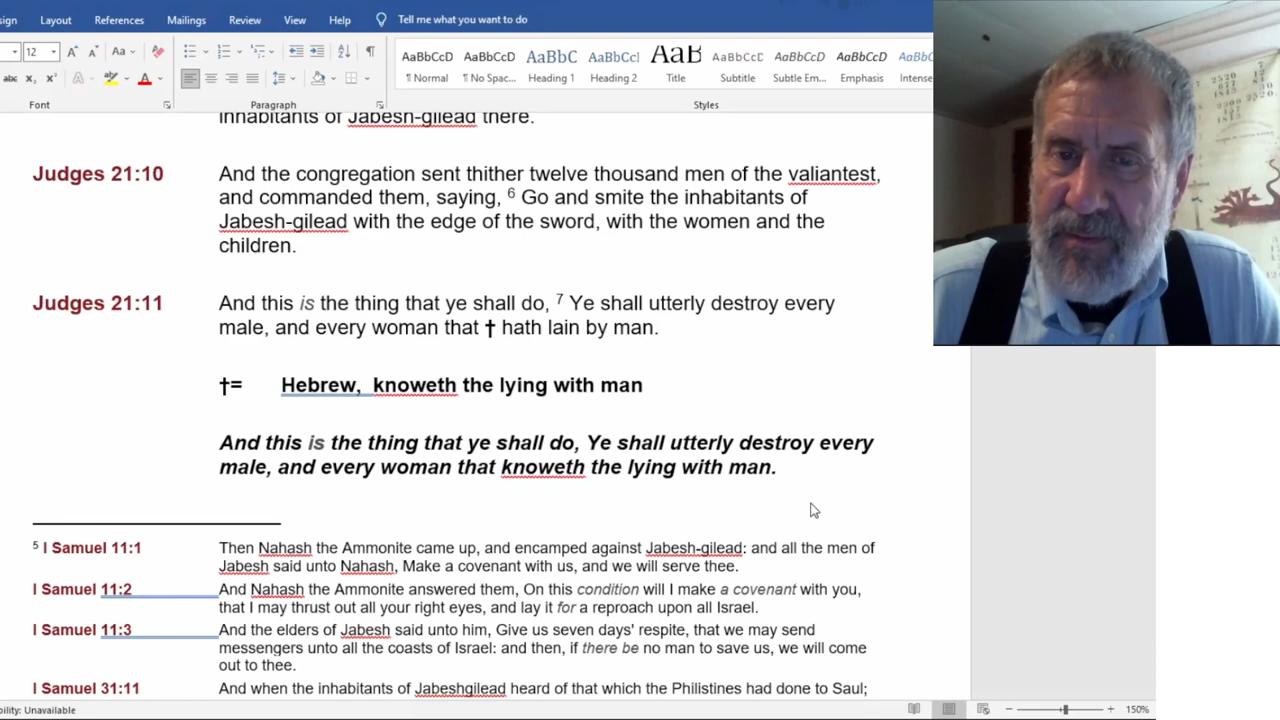 sign Layout References Mailings Review View Help Tell me what you want to do
12 Aa
abc x₂ x² A A
AaBbCcD AaBbCcD AaBbC AaBbCcl AaB AaBbCcD AaBbCcD AaBbCcD AaBb
¶ Normal ¶ No Spac... Heading 1 Heading 2 Title Subtitle Subtle Em... Emphasis Intense
Font Paragraph Styles
inhabitants of Jabesh-gilead there.
Judges 21:10 And the congregation sent thither twelve thousand men of the valiantest,
and commanded them, saying, ⁶ Go and smite the inhabitants of
Jabesh-gilead with the edge of the sword, with the women and the
children.
Judges 21:11 And this is the thing that ye shall do, ⁷ Ye shall utterly destroy every
male, and every woman that † hath lain by man.
†= Hebrew, knoweth the lying with man
And this is the thing that ye shall do, Ye shall utterly destroy every
male, and every woman that knoweth the lying with man.
⁵ I Samuel 11:1 Then Nahash the Ammonite came up, and encamped against Jabesh-gilead: and all the men of
Jabesh said unto Nahash, Make a covenant with us, and we will serve thee.
I Samuel 11:2 And Nahash the Ammonite answered them, On this condition will I make a covenant with you,
that I may thrust out all your right eyes, and lay it for a reproach upon all Israel.
I Samuel 11:3 And the elders of Jabesh said unto him, Give us seven days' respite, that we may send
messengers unto all the coasts of Israel: and then, if there be no man to save us, we will come
out to thee.
I Samuel 31:11 And when the inhabitants of Jabeshgilead heard of that which the Philistines had done to Saul;
bility: Unavailable 150%
2520
2520